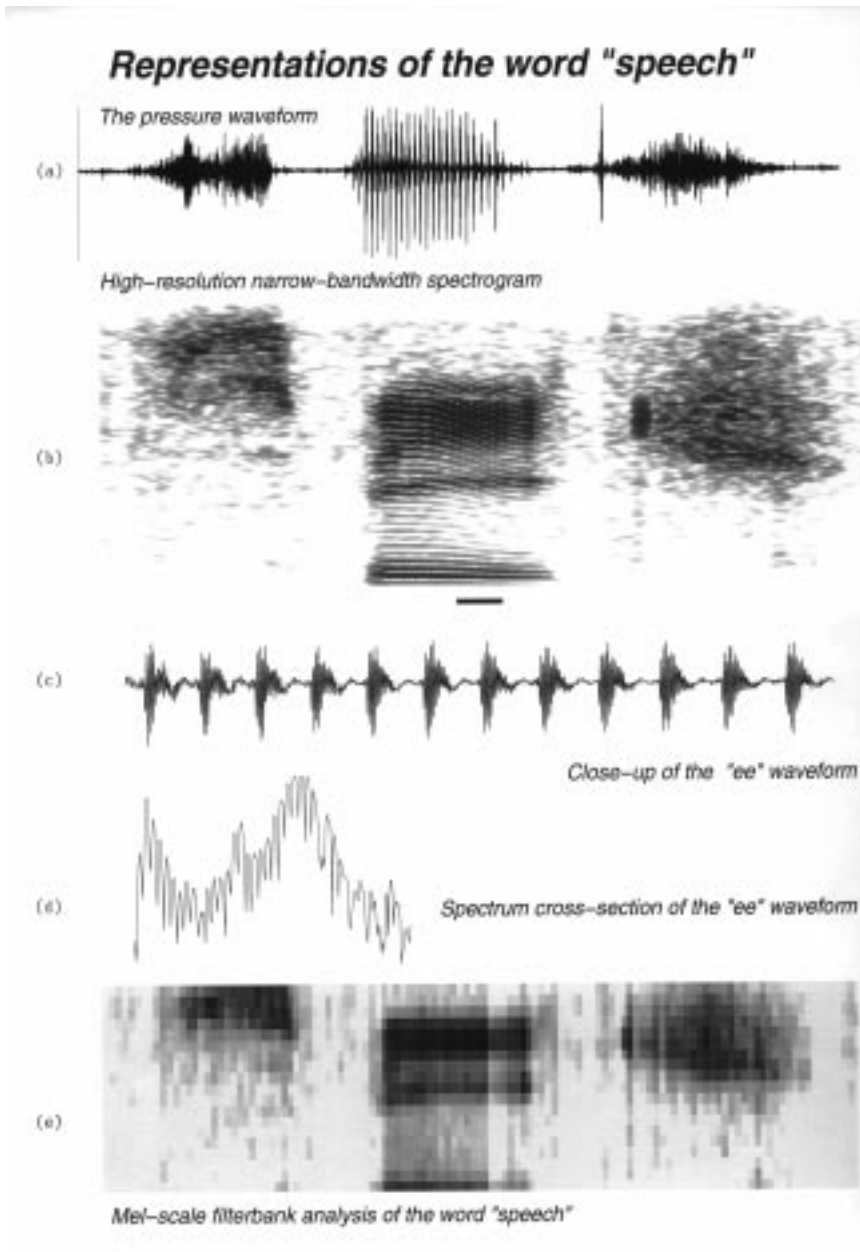 Representations of the word "speech"
The pressure waveform
(a)
High-resolution narrow-bandwidth spectrogram
(b)
(c)
Close-up of the "ee" waveform
(d)
Spectrum cross-section of the "ee" waveform
(e)
Mel-scale filterbank analysis of the word "speech"